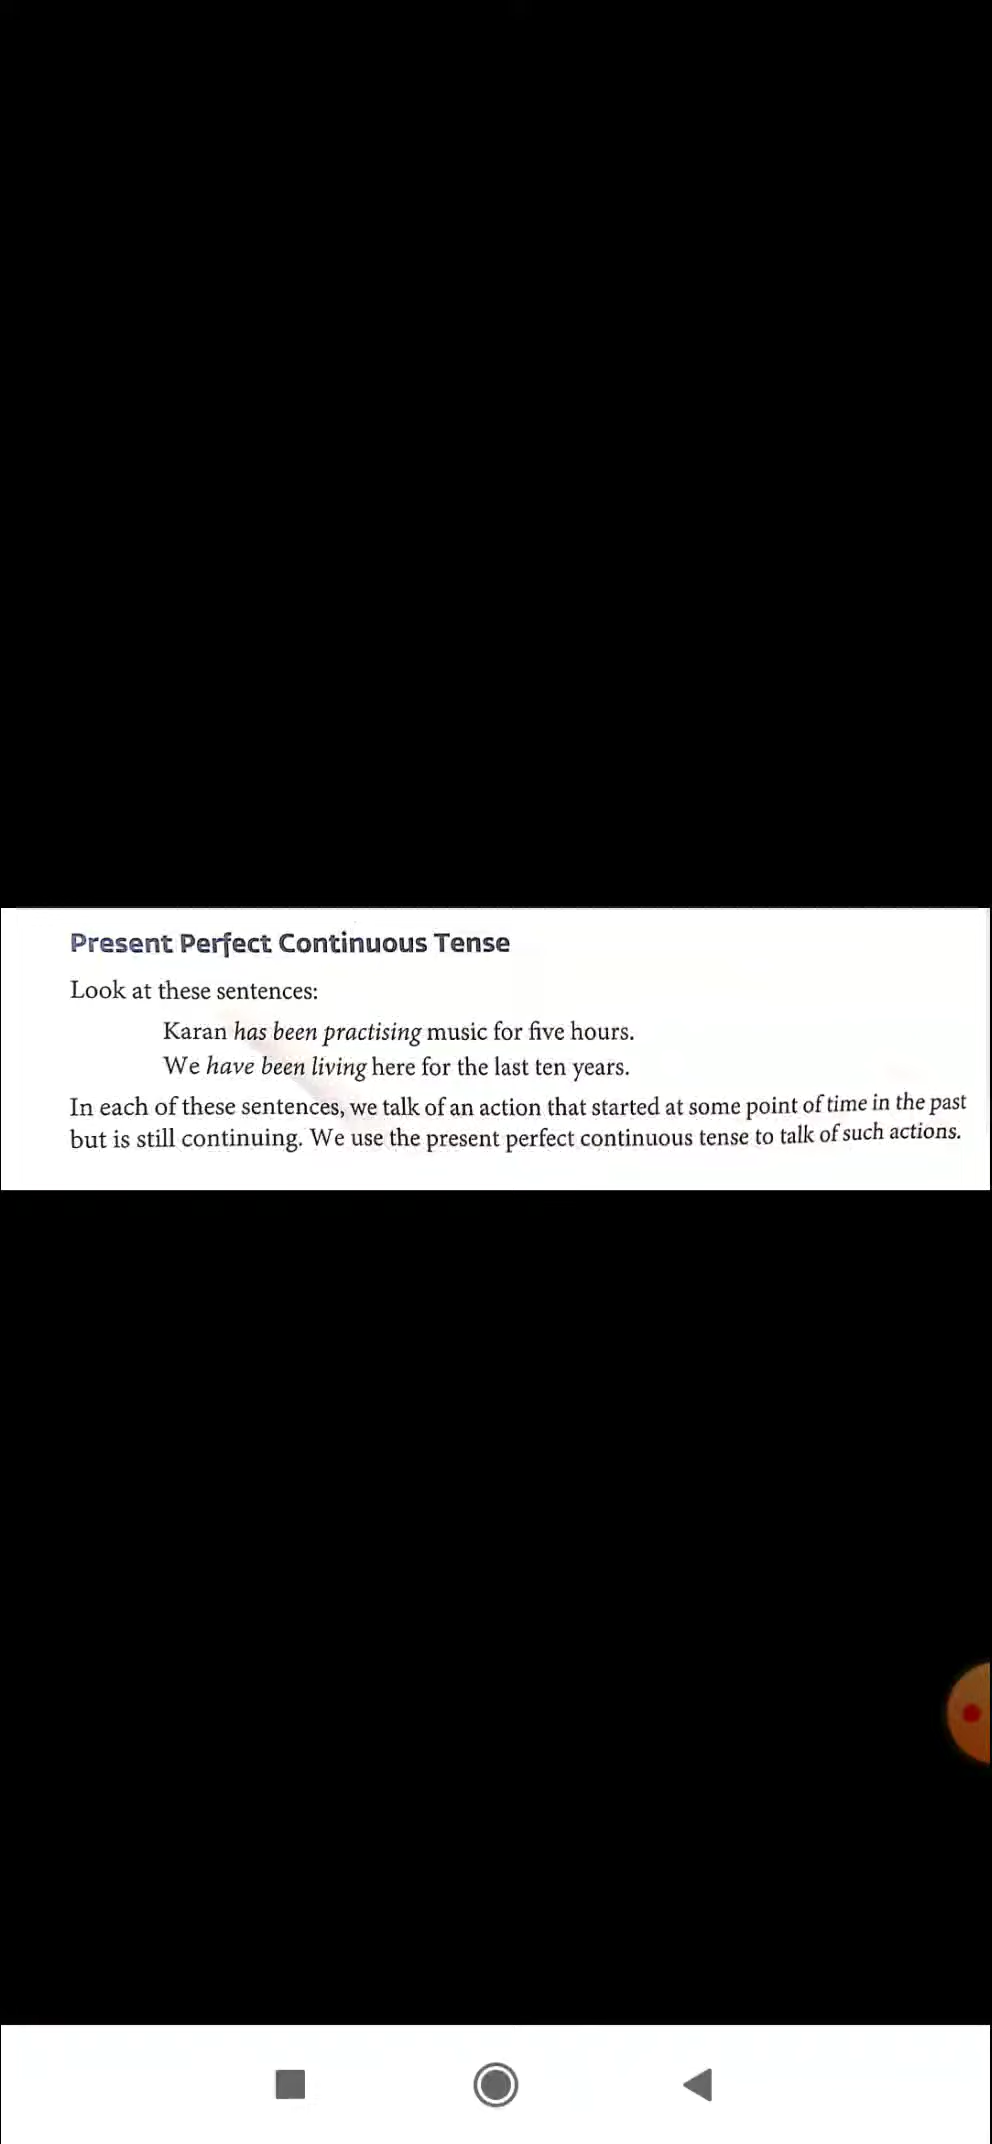 Present Perfect Continuous Tense
Look at these sentences:
Karan has been practising music for five hours.
We have been living here for the last ten years.
In each of these sentences, we talk of an action that started at some point of time in the past
but is still continuing. We use the present perfect continuous tense to talk of such actions.